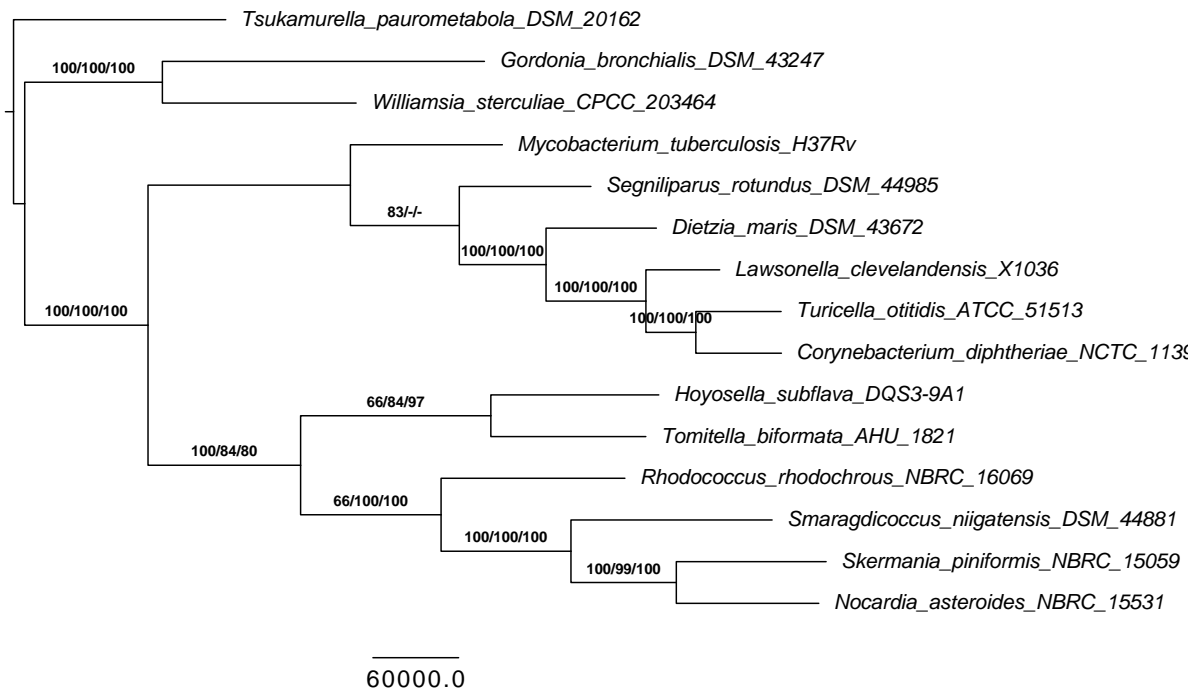 Tsukamurella_paurometabola_DSM_20162
Gordonia_bronchialis_DSM_43247
100/100/100
Williamsia_sterculiae_CPCC_203464
Mycobacterium_tuberculosis_H37Rv
Segniliparus_rotundus_DSM_44985
83/-/-
Dietzia_maris_DSM_43672
100/100/100
Lawsonella_clevelandensis_X1036
100/100/100
Turicella_otitidis_ATCC_51513
100/100/100
100/100/100
Corynebacterium_diphtheriae_NCTC_1139
Hoyosella_subflava_DQS3-9A1
66/84/97
Tomitella_biformata_AHU_1821
100/84/80
Rhodococcus_rhodochrous_NBRC_16069
66/100/100
Smaragdicoccus_niigatensis_DSM_44881
100/100/100
Skermania_piniformis_NBRC_15059
100/99/100
Nocardia_asteroides_NBRC_15531
60000.0